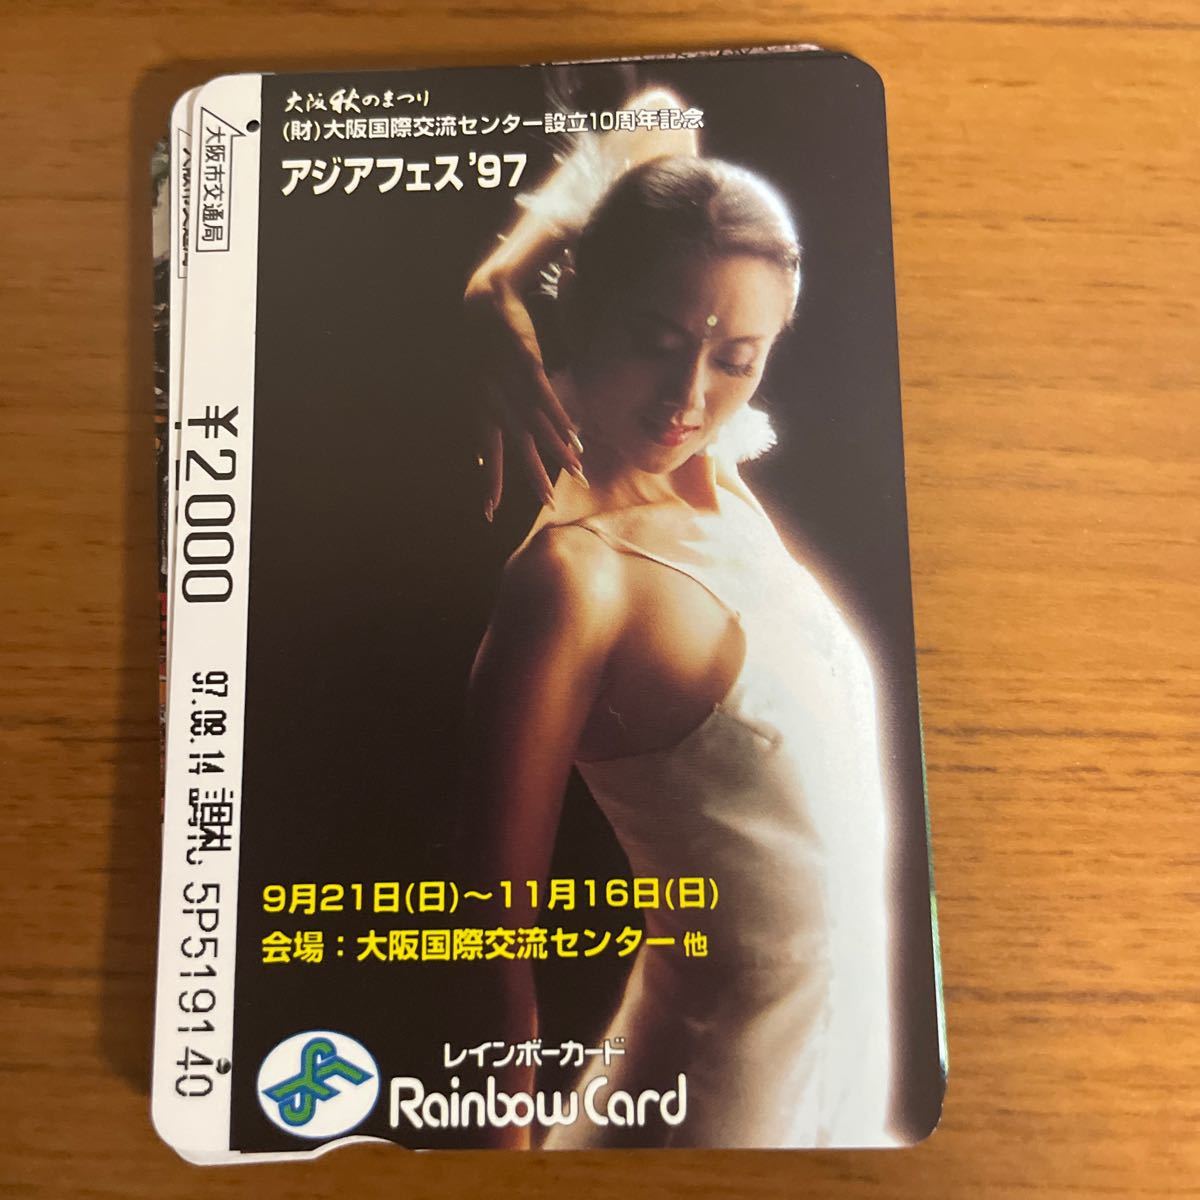 大阪秋のまつり
(財)大阪国際交流センター設立10周年記念
アジアフェス'97
9月21日(日)～11月16日(日)
会場：大阪国際交流センター 他
レインボーカード
Rainbow Card
大阪市交通局
¥2000
97.08.14
5P519140